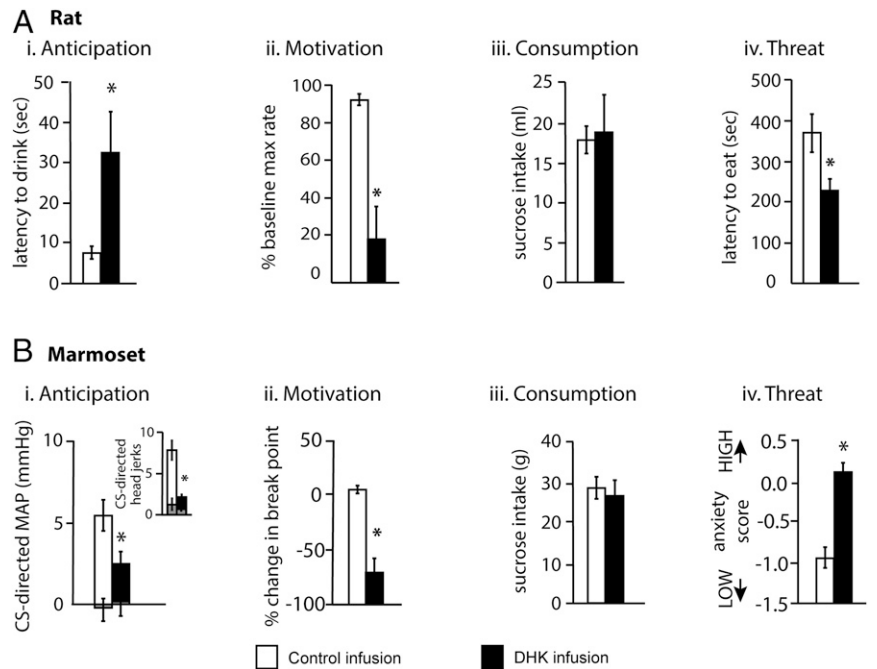 A Rat
i. Anticipation
ii. Motivation
iii. Consumption
iv. Threat
latency to drink (sec)
50
40
30
20
10
0
*
% baseline max rate
100
80
60
40
20
0
*
sucrose intake (ml)
25
20
15
10
5
0
latency to eat (sec)
500
400
300
200
100
0
*
B Marmoset
i. Anticipation
ii. Motivation
iii. Consumption
iv. Threat
CS-directed MAP (mmHg)
10
5
0
*
CS-directed
head jerks
10
5
0
*
% change in break point
50
0
-50
-100
*
sucrose intake (g)
40
30
20
10
0
LOW HIGH
anxiety
score
0.5
0.0
-0.5
-1.0
-1.5
*
Control infusion
DHK infusion